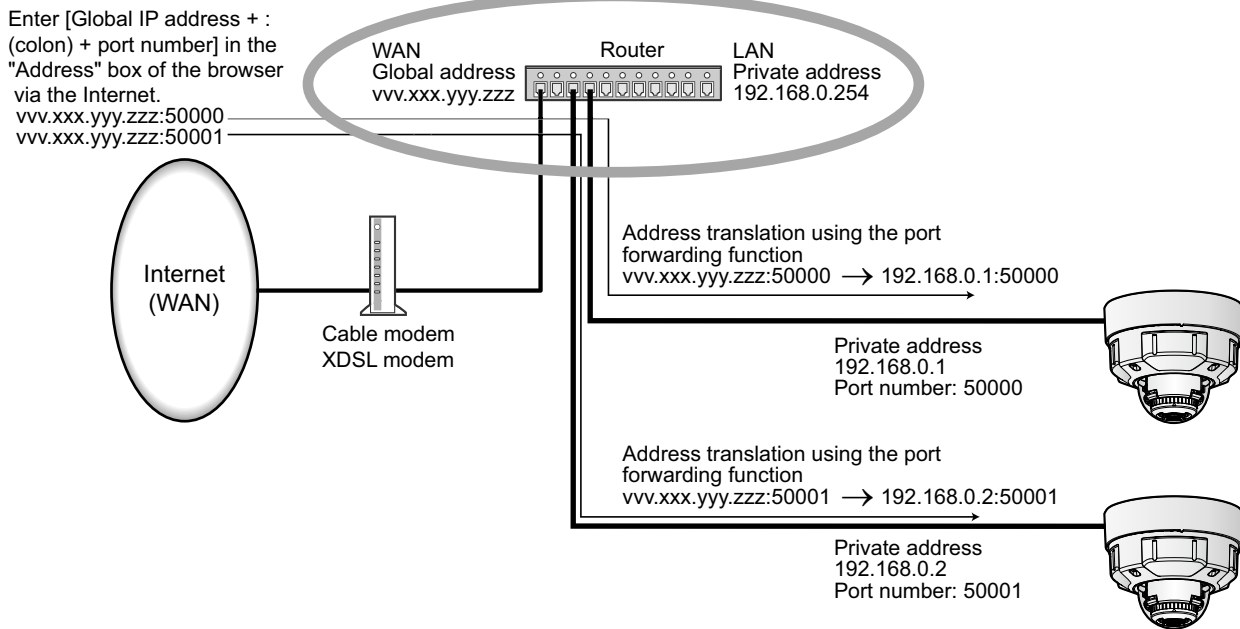 Enter [Global IP address + :
(colon) + port number] in the
"Address" box of the browser
via the Internet.
vvv.xxx.yyy.zzz:50000
vvv.xxx.yyy.zzz:50001
WAN
Global address
vvv.xxx.yyy.zzz
Router
LAN
Private address
192.168.0.254
Internet
(WAN)
Cable modem
XDSL modem
Address translation using the port
forwarding function
vvv.xxx.yyy.zzz:50000 → 192.168.0.1:50000
Private address
192.168.0.1
Port number: 50000
Address translation using the port
forwarding function
vvv.xxx.yyy.zzz:50001 → 192.168.0.2:50001
Private address
192.168.0.2
Port number: 50001